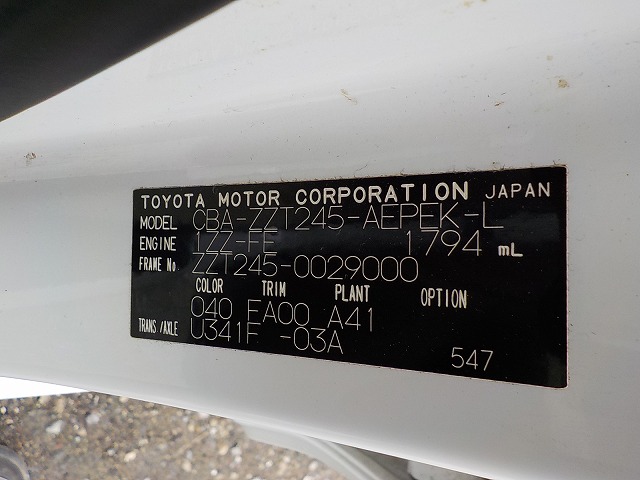 TOYOTA MOTOR CORPORATION JAPAN
MODEL CBA-ZZT245-AEPEK-L
ENGINE 1ZZ-FE 1794 mL
FRAME No. ZZT245-0029000
COLOR TRIM PLANT OPTION
040 FA00 A41
TRANS./AXLE U341F -03A
547